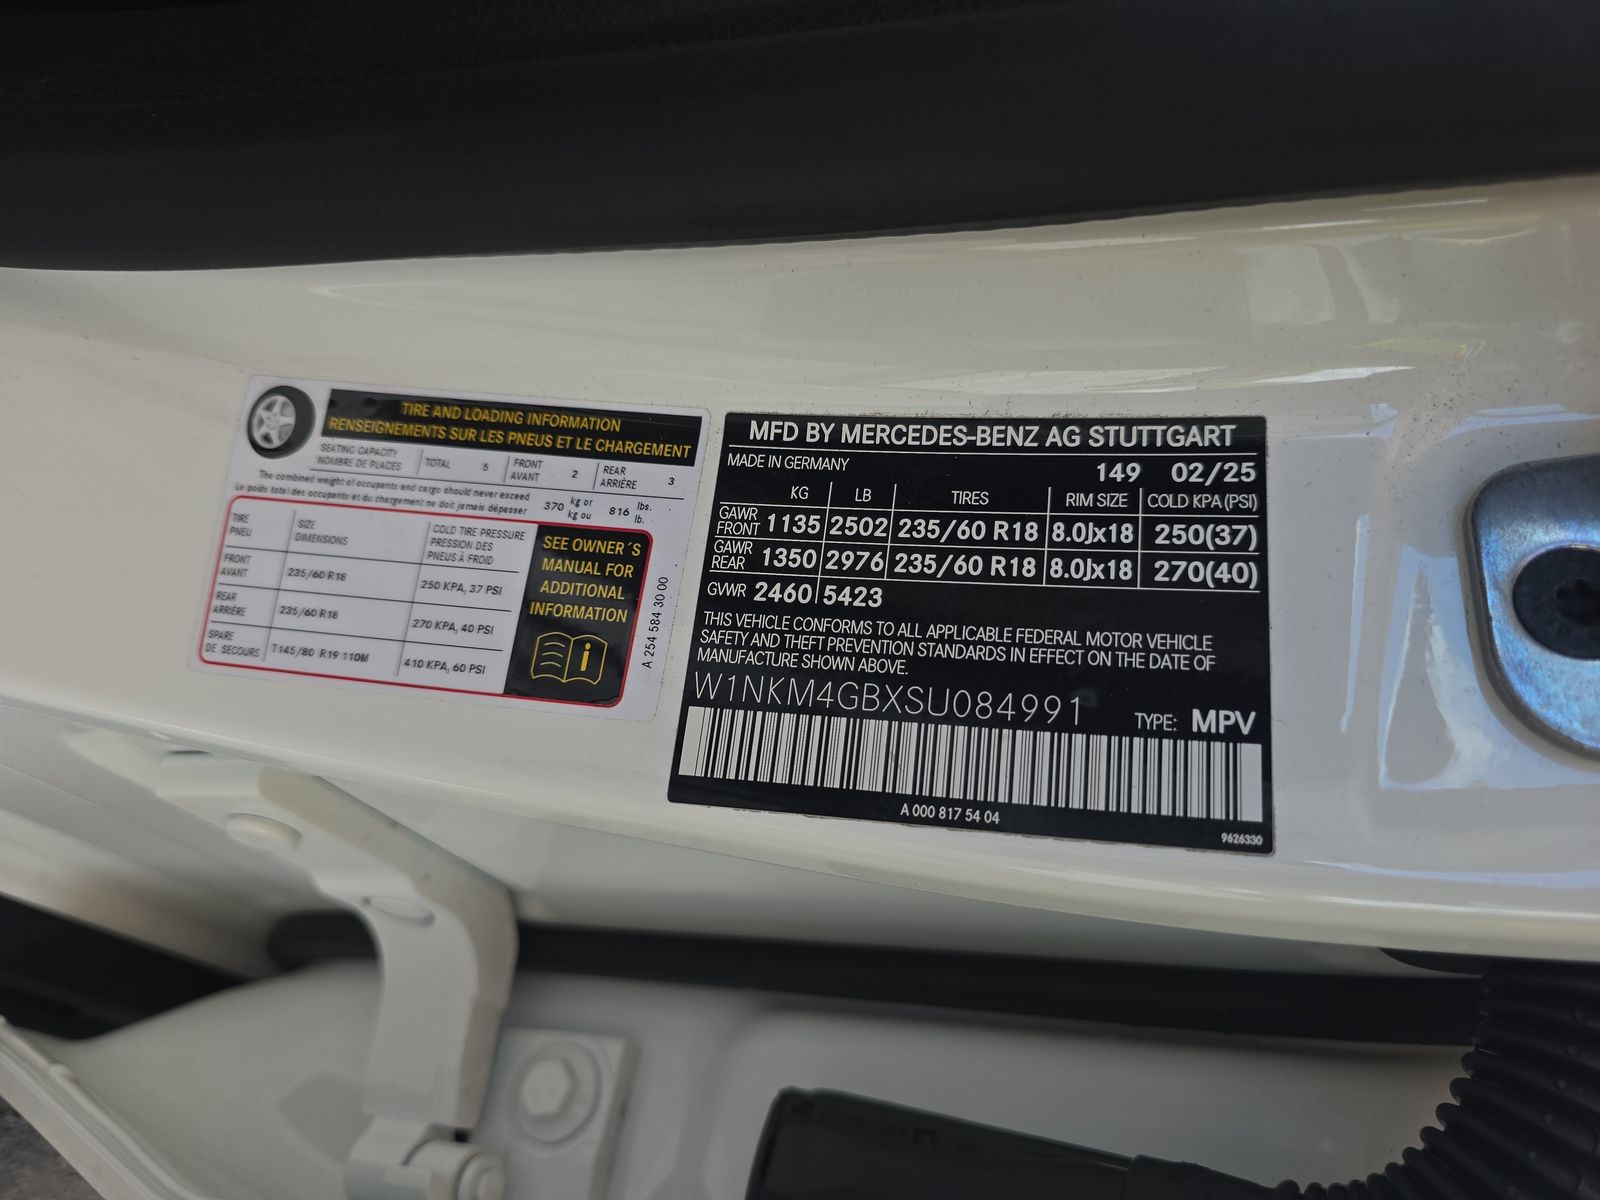 TIRE AND LOADING INFORMATION
RENSEIGNEMENTS SUR LES PNEUS ET LE CHARGEMENT
SEATING CAPACITY
NOMBRE DE PLACES
TOTAL 5
FRONT
AVANT
2
REAR
ARRIÈRE
3
The combined weight of occupants and cargo should never exceed
Le poids total des occupants et du chargement ne doit jamais dépasser
370 kg or
kg ou
816 lbs.
lb.
TIRE
PNEU
SIZE
DIMENSIONS
COLD TIRE PRESSURE
PRESSION DES
PNEUS À FROID
FRONT
AVANT
235/60 R18
250 KPA, 37 PSI
REAR
ARRIÈRE
235/60 R18
270 KPA, 40 PSI
SPARE
DE SECOURS
T145/80 R19 110M
410 KPA, 60 PSI
SEE OWNER´S
MANUAL FOR
ADDITIONAL
INFORMATION
i
A 254 584 30 00
MFD BY MERCEDES-BENZ AG STUTTGART
MADE IN GERMANY 149 02/25
KG LB TIRES RIM SIZE COLD KPA(PSI)
GAWR
FRONT
1135 2502 235/60 R18 8.0Jx18 250(37)
GAWR
REAR
1350 2976 235/60 R18 8.0Jx18 270(40)
GVWR 2460 5423
THIS VEHICLE CONFORMS TO ALL APPLICABLE FEDERAL MOTOR VEHICLE
SAFETY AND THEFT PREVENTION STANDARDS IN EFFECT ON THE DATE OF
MANUFACTURE SHOWN ABOVE.
W1NKM4GBXSU084991 TYPE: MPV
A 000 817 54 04
9626330